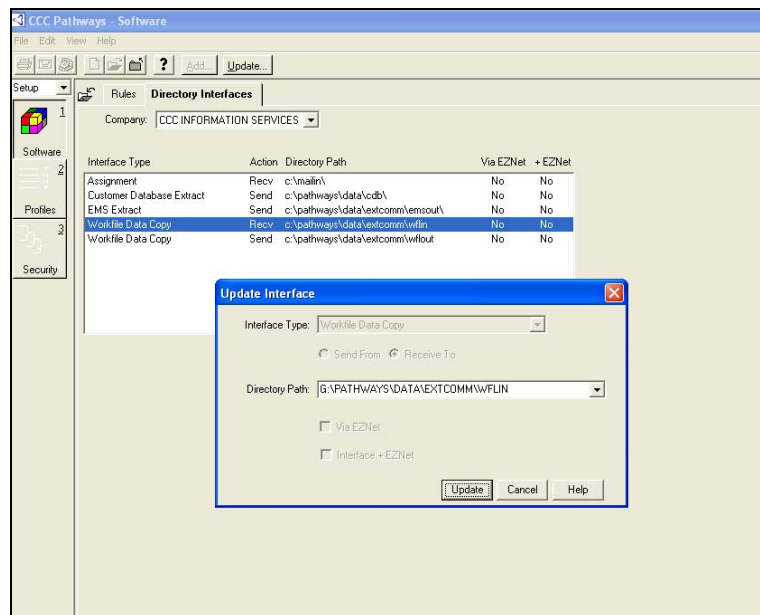 CCC Pathways - Software
File Edit View Help
? Add... Update...
Setup
Rules Directory Interfaces
Company: CCC INFORMATION SERVICES
1
Software
2
Profiles
3
Security
Interface Type Action Directory Path Via EZNet + EZNet
Assignment Recv c:\mailin\ No No
Customer Database Extract Send c:\pathways\data\cdb\ No No
EMS Extract Send c:\pathways\data\extcomm\emsout\ No No
Workfile Data Copy Recv c:\pathways\data\extcomm\wflin No No
Workfile Data Copy Send c:\pathways\data\extcomm\wflout No No
Update Interface
Interface Type: Workfile Data Copy
Send From Receive To
Directory Path: G:\PATHWAYS\DATA\EXTCOMM\WFLIN
Via EZNet
Interface + EZNet
Update Cancel Help